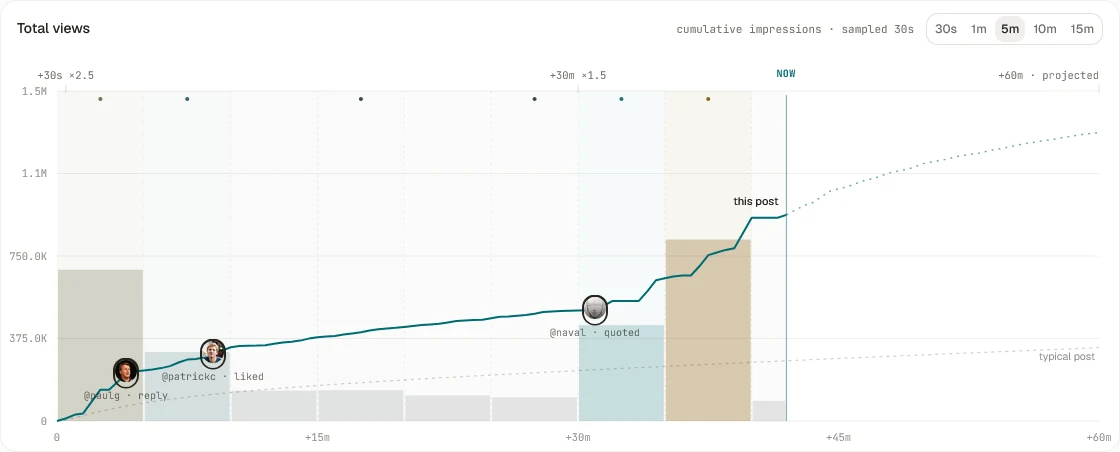 Total views
cumulative impressions · sampled 30s
30s 1m 5m 10m 15m
+30s ×2.5
+30m ×1.5
NOW
+60m · projected
1.5M
1.1M
this post
750.0K
@naval · quoted
375.0K
typical post
@patrickc · liked
@paulg · reply
0
0 +15m +30m +45m +60m